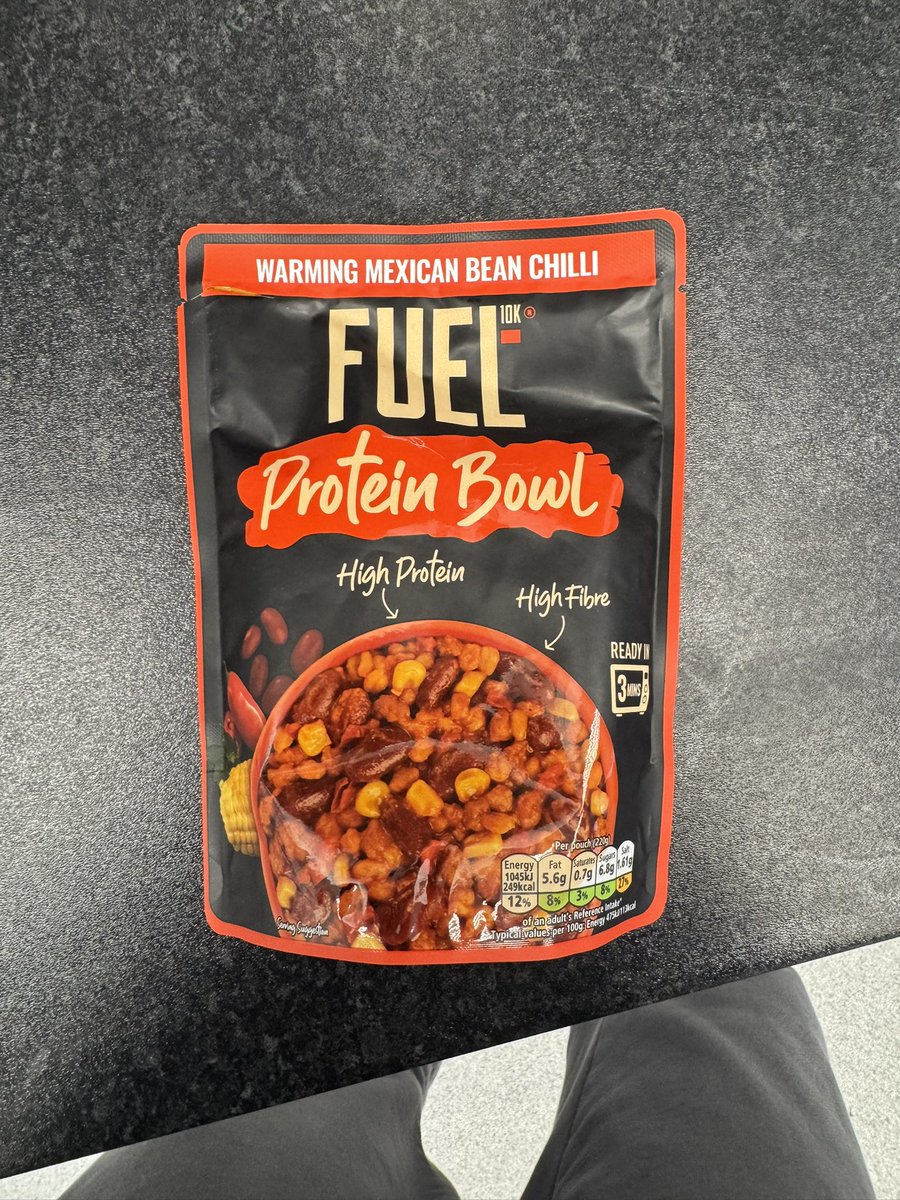 WARMING MEXICAN BEAN CHILLI
FUEL 10K®
Protein Bowl
High Protein
High Fibre
READY IN
3 MINS
Per pouch (220g)
Energy 1045kJ 249kcal 12%
Fat 5.6g 8%
Saturates 0.7g 3%
Sugars 6.8g 8%
Salt 1.61g 27%
of an adult's Reference Intake*
Typical values per 100g: Energy 475kJ/113kcal
Serving Suggestion